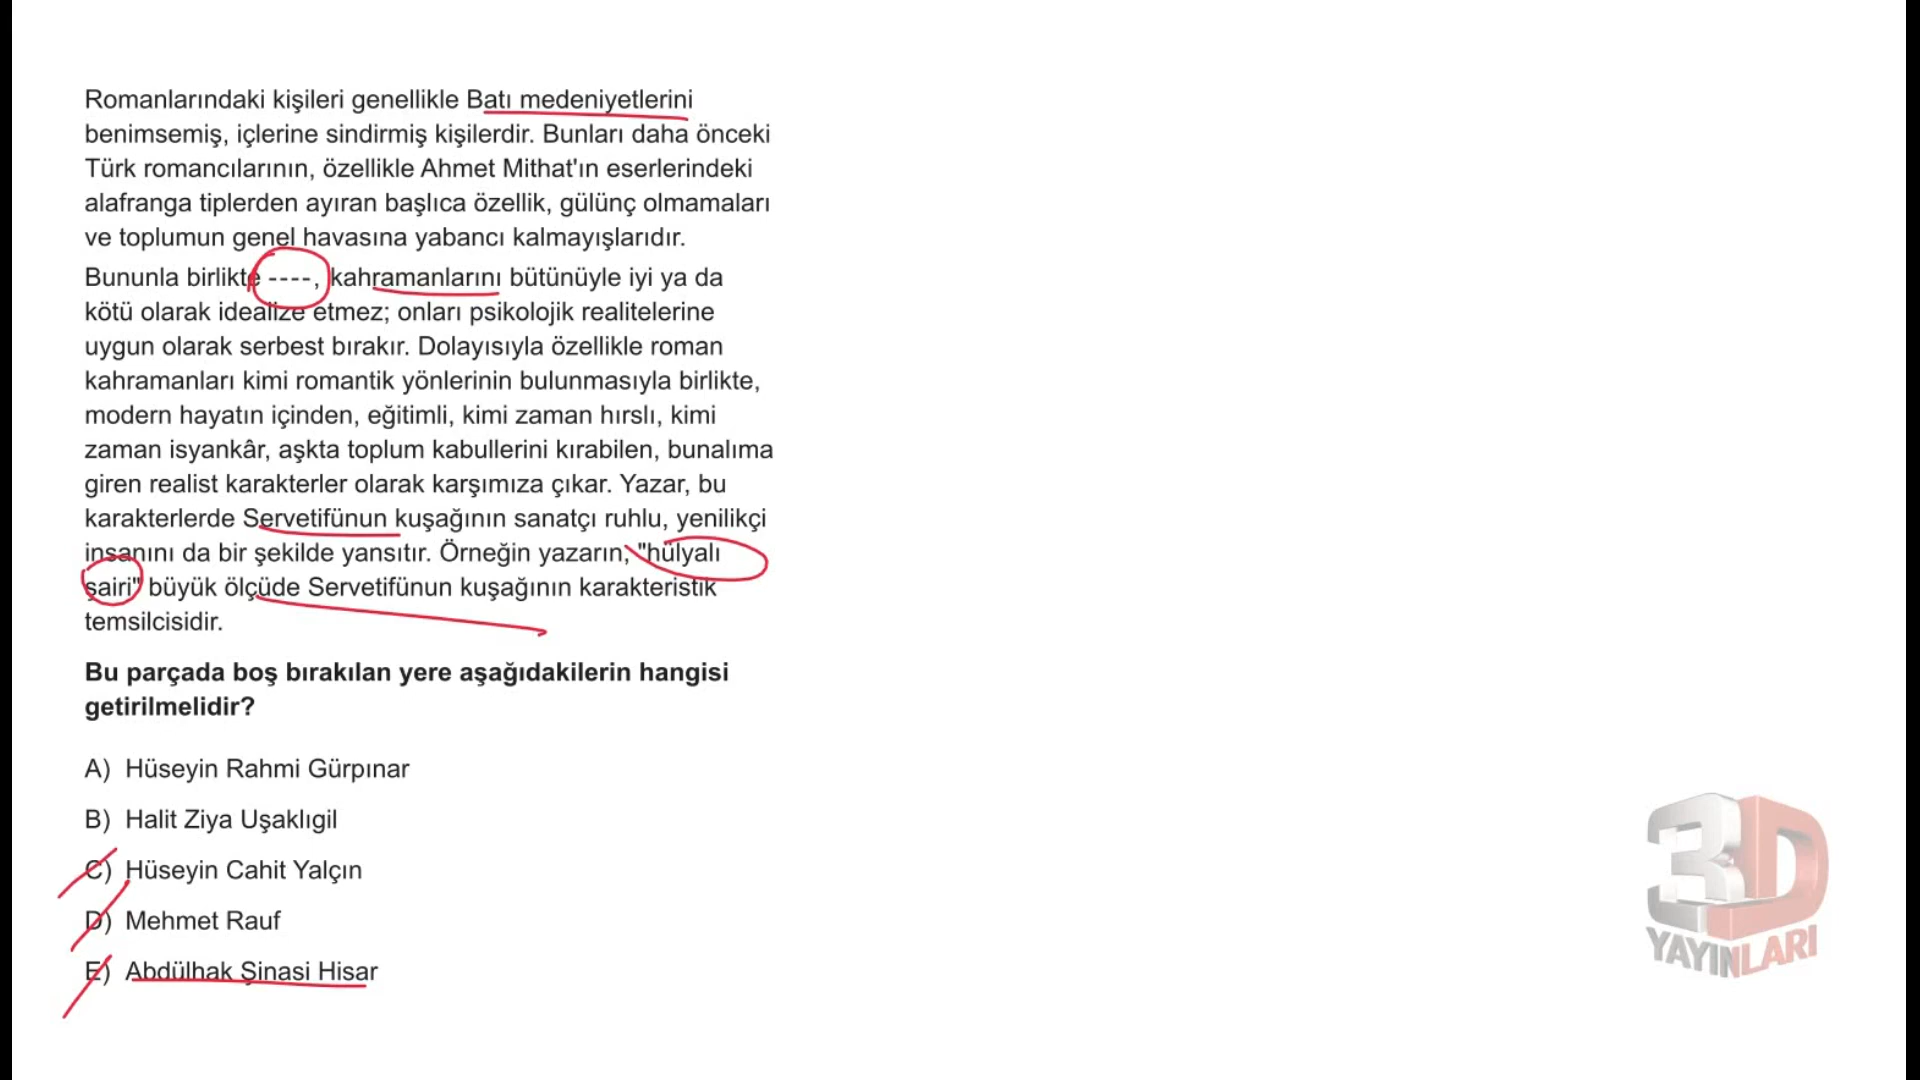 Romanlarındaki kişileri genellikle Batı medeniyetlerini
benimsemiş, içlerine sindirmiş kişilerdir. Bunları daha önceki
Türk romancılarının, özellikle Ahmet Mithat'ın eserlerindeki
alafranga tiplerden ayıran başlıca özellik, gülünç olmamaları
ve toplumun genel havasına yabancı kalmayışlarıdır.
Bununla birlikte ----, kahramanlarını bütünüyle iyi ya da
kötü olarak idealize etmez; onları psikolojik realitelerine
uygun olarak serbest bırakır. Dolayısıyla özellikle roman
kahramanları kimi romantik yönlerinin bulunmasıyla birlikte,
modern hayatın içinden, eğitimli, kimi zaman hırslı, kimi
zaman isyankâr, aşkta toplum kabullerini kırabilen, bunalıma
giren realist karakterler olarak karşımıza çıkar. Yazar, bu
karakterlerde Servetifünun kuşağının sanatçı ruhlu, yenilikçi
insanını da bir şekilde yansıtır. Örneğin yazarın, "hülyalı
şairi" büyük ölçüde Servetifünun kuşağının karakteristik
temsilcisidir.
Bu parçada boş bırakılan yere aşağıdakilerin hangisi
getirilmelidir?
A) Hüseyin Rahmi Gürpınar
B) Halit Ziya Uşaklıgil
C) Hüseyin Cahit Yalçın
D) Mehmet Rauf
E) Abdülhak Şinasi Hisar
3D
YAYINLARI